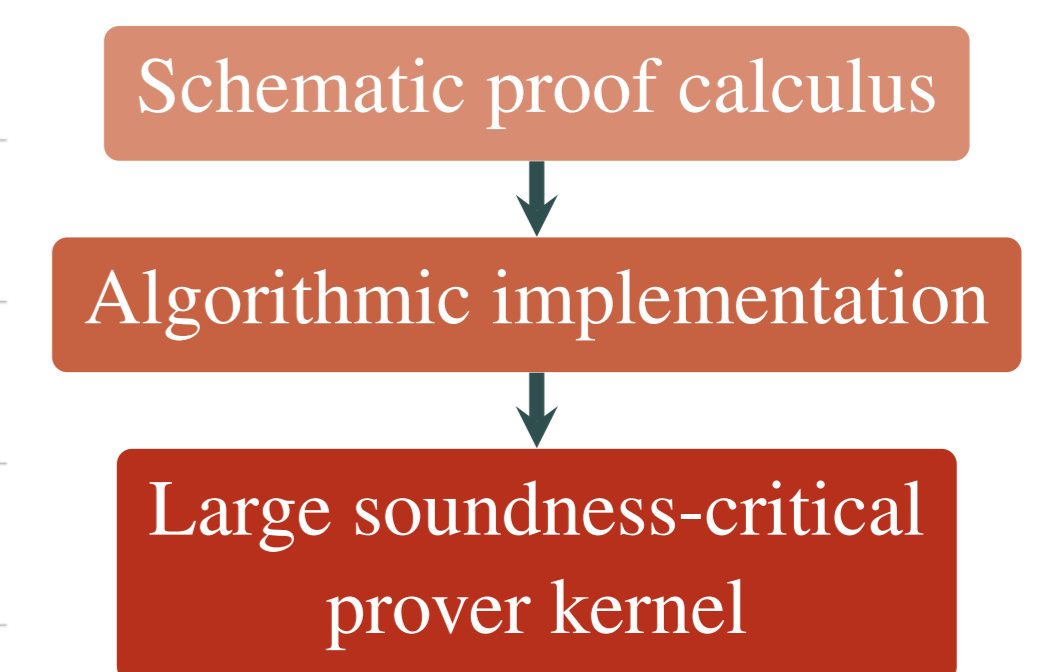 Schematic proof calculus
Algorithmic implementation
Large soundness-critical
prover kernel